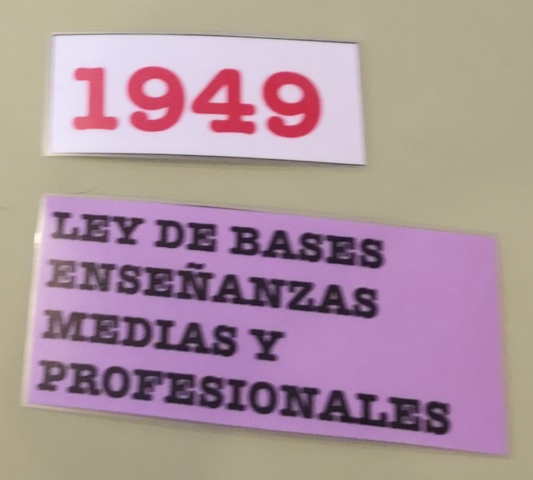 1949
LEY DE BASES
ENSEÑANZAS
MEDIAS Y
PROFESIONALES